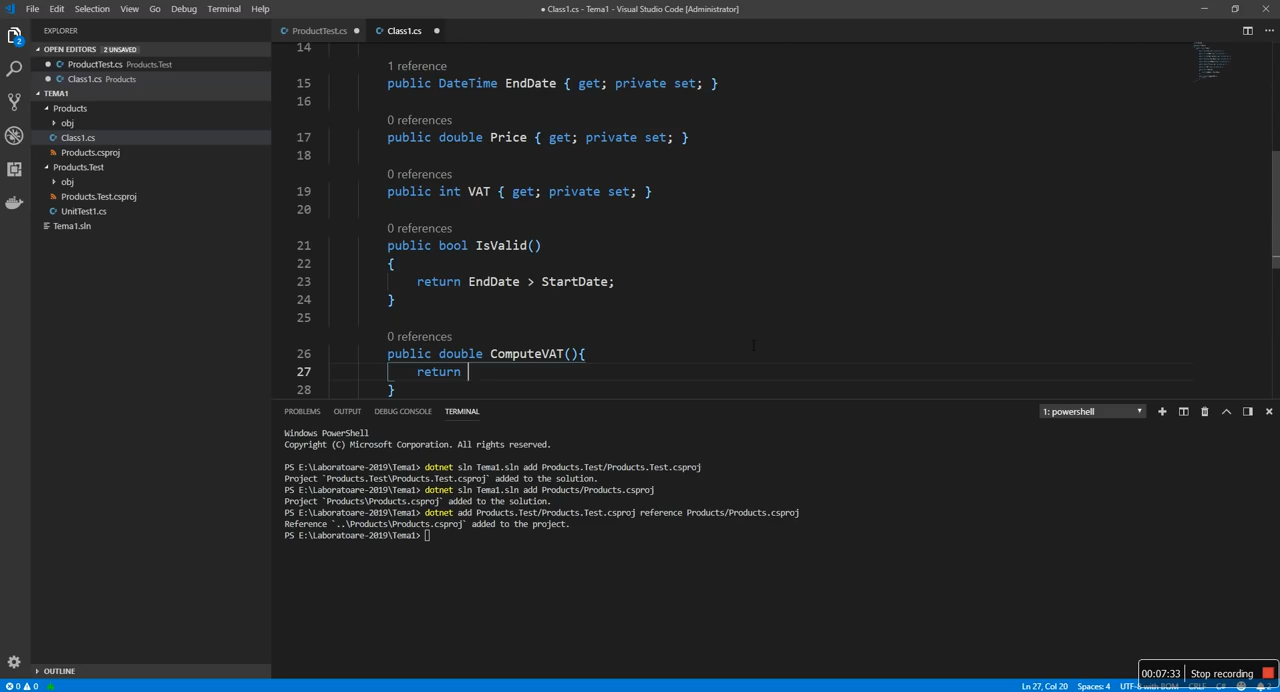 File Edit Selection View Go Debug Terminal Help
● Class1.cs - Tema1 - Visual Studio Code [Administrator]
EXPLORER
OPEN EDITORS 2 UNSAVED
ProductTest.cs Products.Test
Class1.cs Products
TEMA1
Products
obj
Class1.cs
Products.csproj
Products.Test
obj
Products.Test.csproj
UnitTest1.cs
Tema1.sln
OUTLINE
2
ProductTest.cs ● Class1.cs ●
14
1 reference
15 public DateTime EndDate { get; private set; }
16
0 references
17 public double Price { get; private set; }
18
0 references
19 public int VAT { get; private set; }
20
0 references
21 public bool IsValid()
22 {
23 return EndDate > StartDate;
24 }
25
0 references
26 public double ComputeVAT(){
27 return
28 }
PROBLEMS OUTPUT DEBUG CONSOLE TERMINAL
1: powershell
Windows PowerShell
Copyright (C) Microsoft Corporation. All rights reserved.
PS E:\Laboratoare-2019\Tema1> dotnet sln Tema1.sln add Products.Test/Products.Test.csproj
Project `Products.Test\Products.Test.csproj` added to the solution.
PS E:\Laboratoare-2019\Tema1> dotnet sln Tema1.sln add Products/Products.csproj
Project `Products\Products.csproj` added to the solution.
PS E:\Laboratoare-2019\Tema1> dotnet add Products.Test/Products.Test.csproj reference Products/Products.csproj
Reference `..\Products\Products.csproj` added to the project.
PS E:\Laboratoare-2019\Tema1>
00:07:33 Stop recording
0 0 Ln 27, Col 20 Spaces: 4